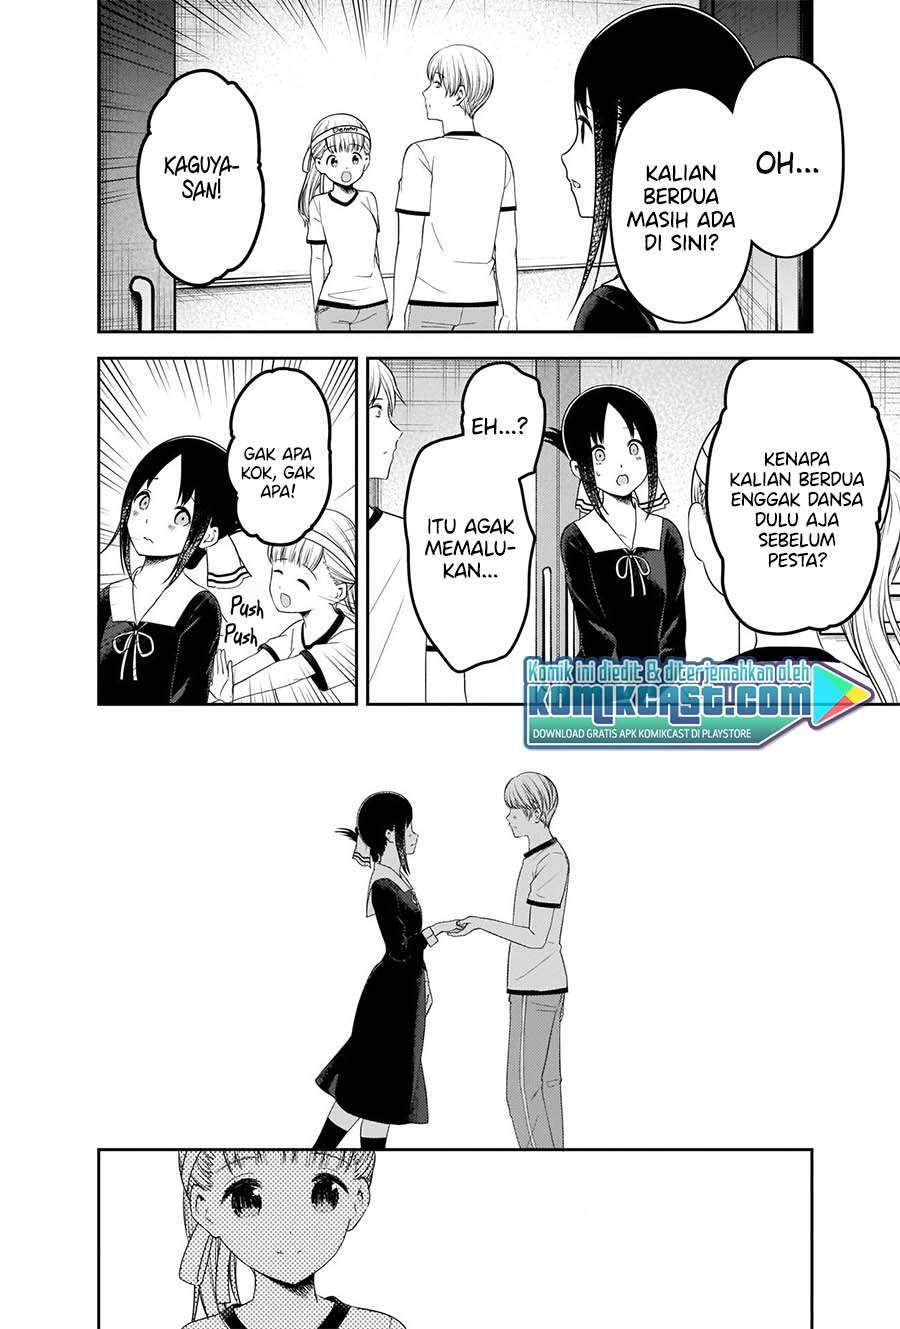 OH...
KALIAN
BERDUA
MASIH ADA
DI SINI?
KAGUYA-
SAN!
KENAPA
KALIAN BERDUA
ENGGAK DANSA
DULU AJA
SEBELUM
PESTA?
EH...?
ITU AGAK
MEMALU-
KAN...
GAK APA
KOK, GAK
APA!
Push
Push
Komik ini diedit & diterjemahkan oleh
KOMIKCAST.COM
DOWNLOAD GRATIS APK KOMIKCAST DI PLAYSTORE